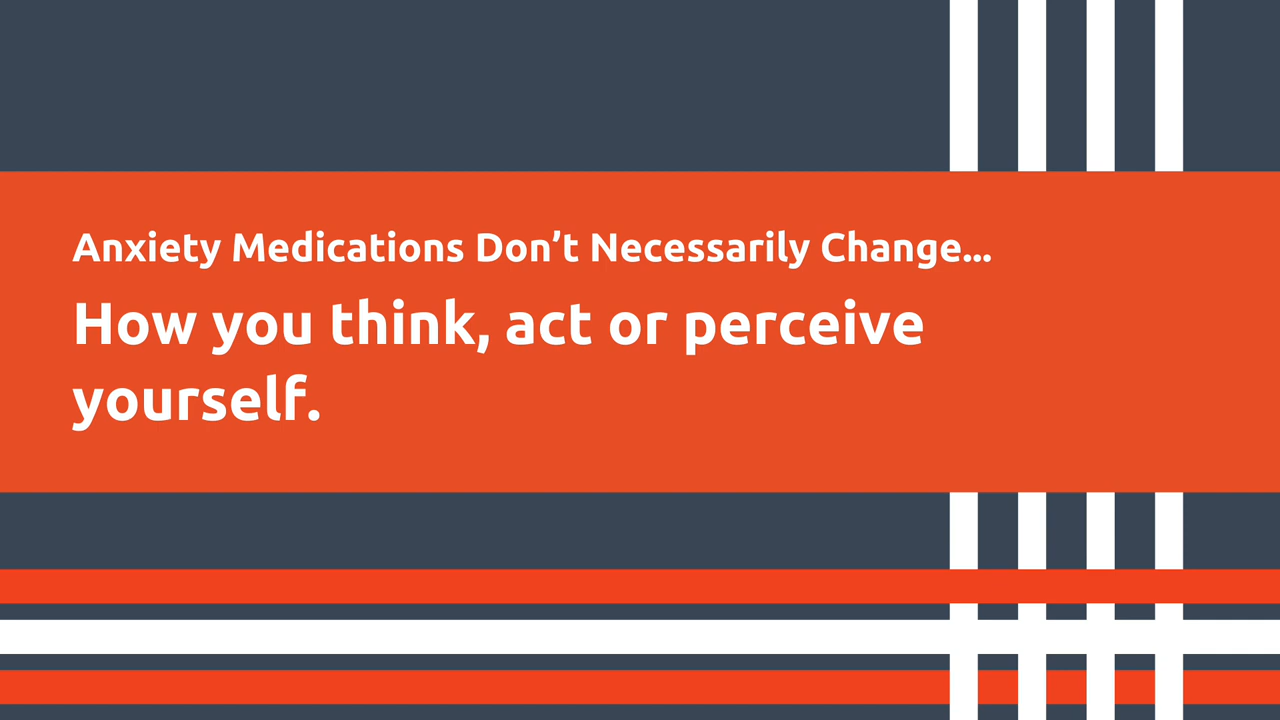 Anxiety Medications Don’t Necessarily Change...
How you think, act or perceive
yourself.